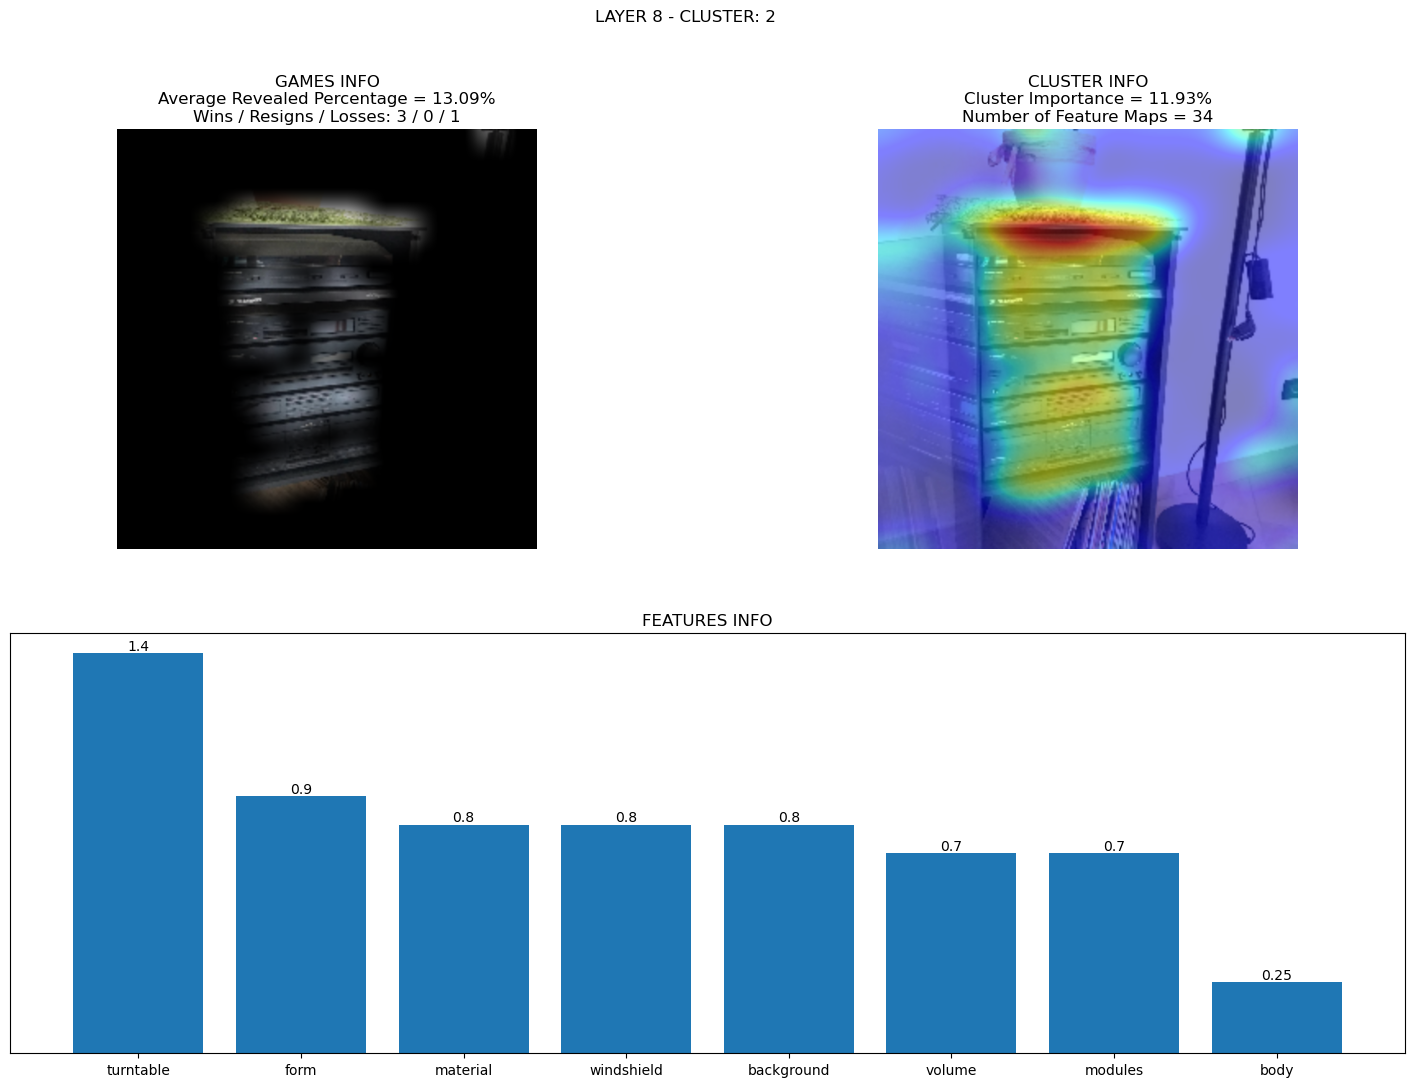 LAYER 8 - CLUSTER: 2
GAMES INFO
Average Revealed Percentage = 13.09%
Wins / Resigns / Losses: 3 / 0 / 1
CLUSTER INFO
Cluster Importance = 11.93%
Number of Feature Maps = 34
FEATURES INFO
1.4
0.9
0.8
0.8
0.8
0.7
0.7
0.25
turntable
form
material
windshield
background
volume
modules
body